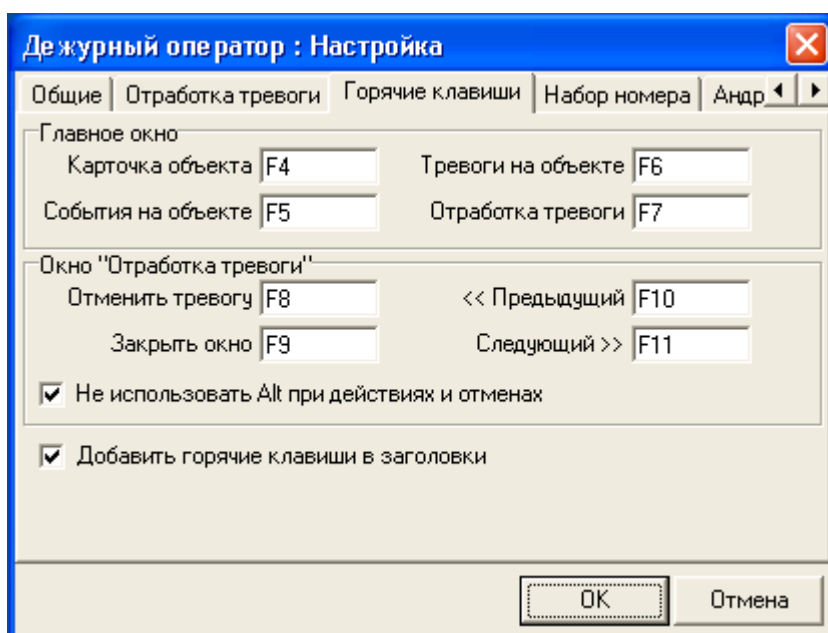 Дежурный оператор : Настройка
Общие Отработка тревоги Горячие клавиши Набор номера Андр
Главное окно
Карточка объекта F4 Тревоги на объекте F6
События на объекте F5 Отработка тревоги F7
Окно "Отработка тревоги"
Отменить тревогу F8 << Предыдущий F10
Закрыть окно F9 Следующий >> F11
Не использовать Alt при действиях и отменах
Добавить горячие клавиши в заголовки
OK Отмена